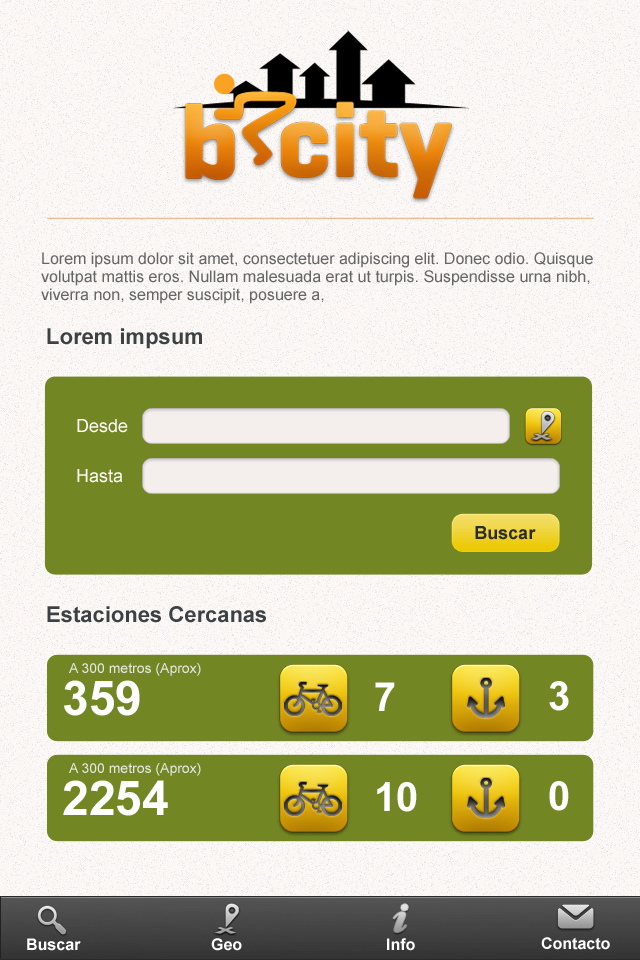 bicity
Lorem ipsum dolor sit amet, consectetuer adipiscing elit. Donec odio. Quisque
volutpat mattis eros. Nullam malesuada erat ut turpis. Suspendisse urna nibh,
viverra non, semper suscipit, posuere a,
Lorem impsum
Desde
Hasta
Buscar
Estaciones Cercanas
A 300 metros (Aprox)
359 7 3
A 300 metros (Aprox)
2254 10 0
Buscar Geo Info Contacto